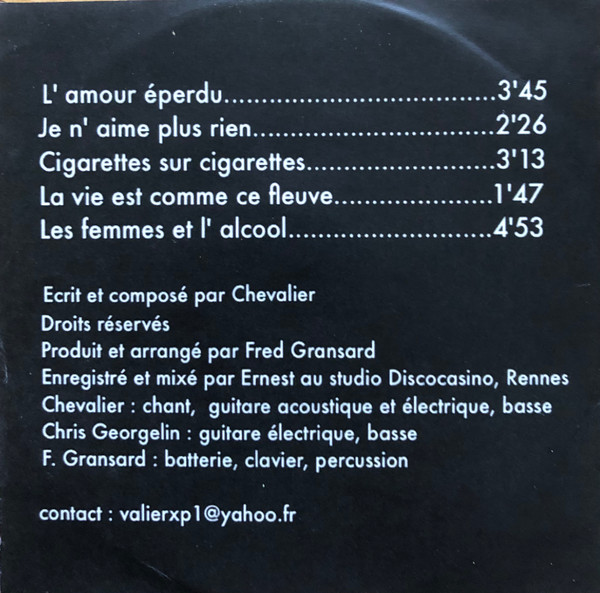 L' amour éperdu.....................................3'45
Je n' aime plus rien.................................2'26
Cigarettes sur cigarettes..........................3'13
La vie est comme ce fleuve......................1'47
Les femmes et l' alcool............................4'53
Ecrit et composé par Chevalier
Droits réservés
Produit et arrangé par Fred Gransard
Enregistré et mixé par Ernest au studio Discocasino, Rennes
Chevalier : chant, guitare acoustique et électrique, basse
Chris Georgelin : guitare électrique, basse
F. Gransard : batterie, clavier, percussion
contact : valierxp1@yahoo.fr